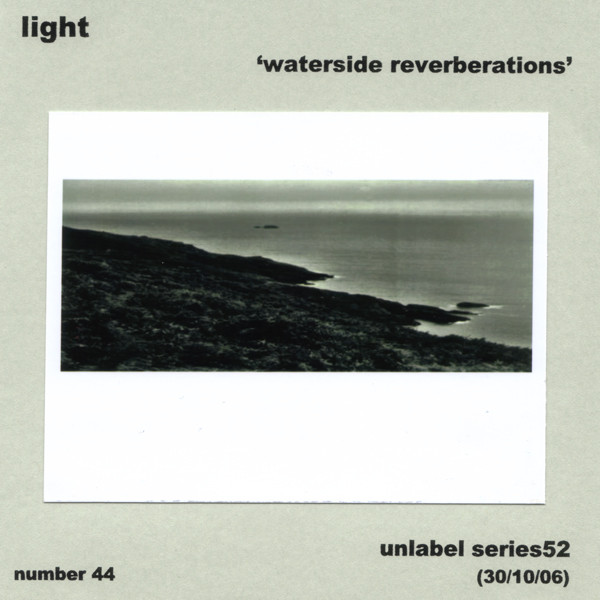 light
‘waterside reverberations’
unlabel series52
number 44
(30/10/06)